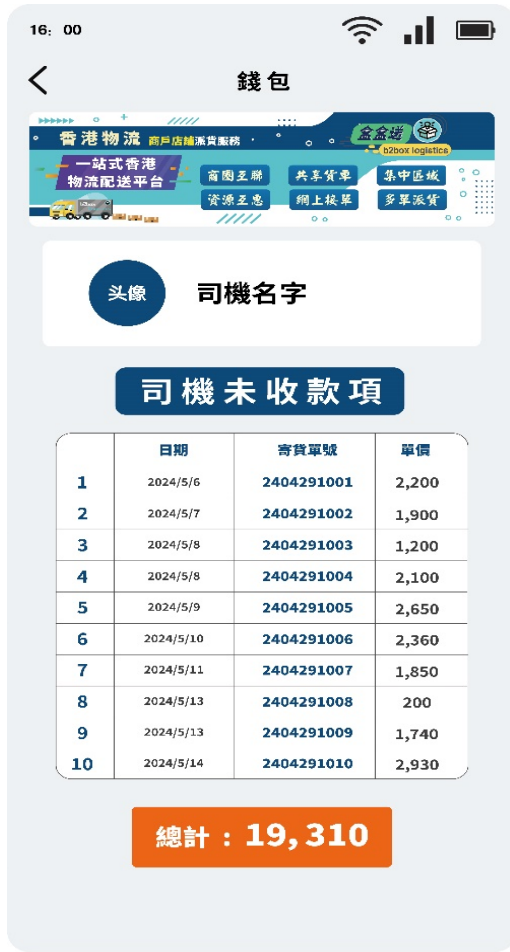 16: 00
錢包
香港物流 商戶店舖派貨服務
盒盒送
b2box logistics
一站式香港
物流配送平台
商圈互聯 共享貨車 集中區域
資源互惠 網上接單 多單派貨
头像 司機名字
司機未收款項
日期 寄貨單號 單價
1 2024/5/6 2404291001 2,200
2 2024/5/7 2404291002 1,900
3 2024/5/8 2404291003 1,200
4 2024/5/8 2404291004 2,100
5 2024/5/9 2404291005 2,650
6 2024/5/10 2404291006 2,360
7 2024/5/11 2404291007 1,850
8 2024/5/13 2404291008 200
9 2024/5/13 2404291009 1,740
10 2024/5/14 2404291010 2,930
總計：19,310